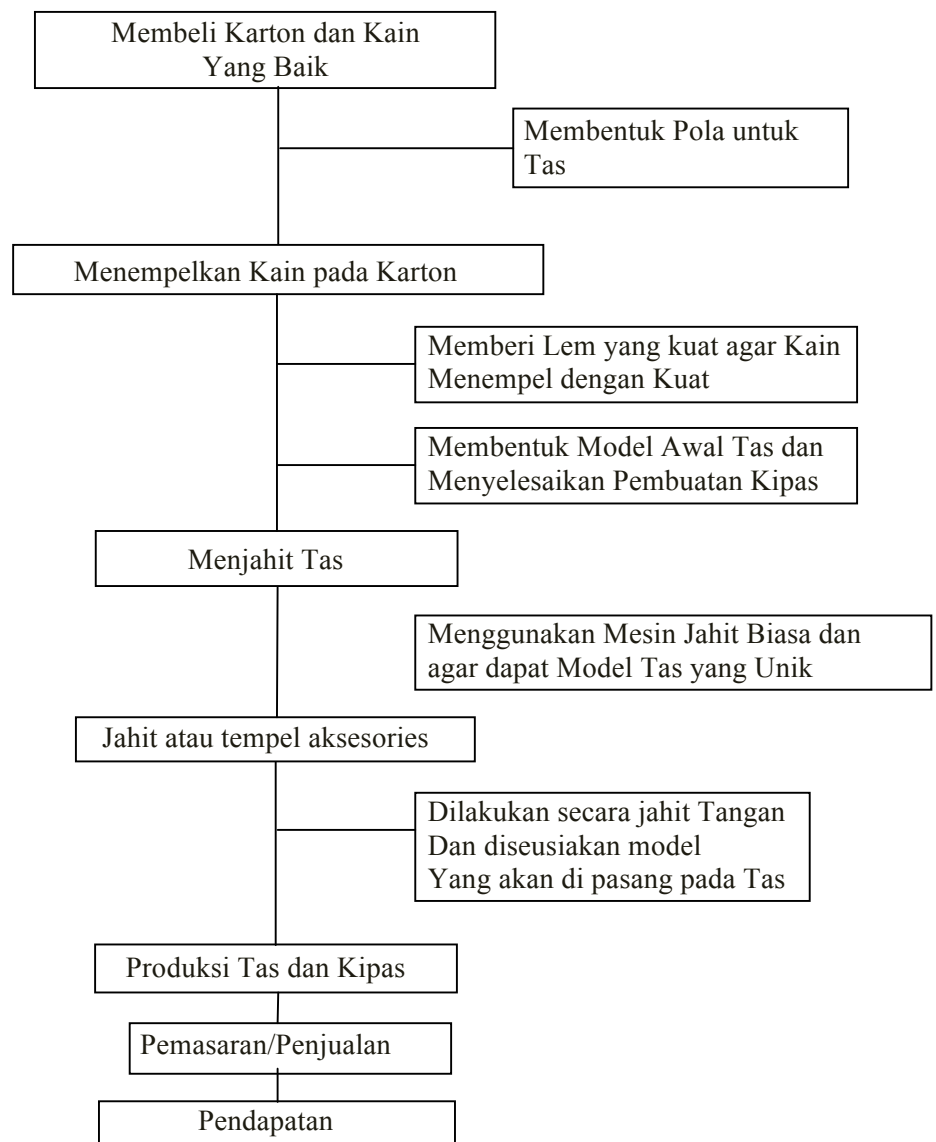 Membeli Karton dan Kain
Yang Baik
Membentuk Pola untuk
Tas
Menempelkan Kain pada Karton
Memberi Lem yang kuat agar Kain
Menempel dengan Kuat
Membentuk Model Awal Tas dan
Menyelesaikan Pembuatan Kipas
Menjahit Tas
Menggunakan Mesin Jahit Biasa dan
agar dapat Model Tas yang Unik
Jahit atau tempel aksesories
Dilakukan secara jahit Tangan
Dan diseusiakan model
Yang akan di pasang pada Tas
Produksi Tas dan Kipas
Pemasaran/Penjualan
Pendapatan